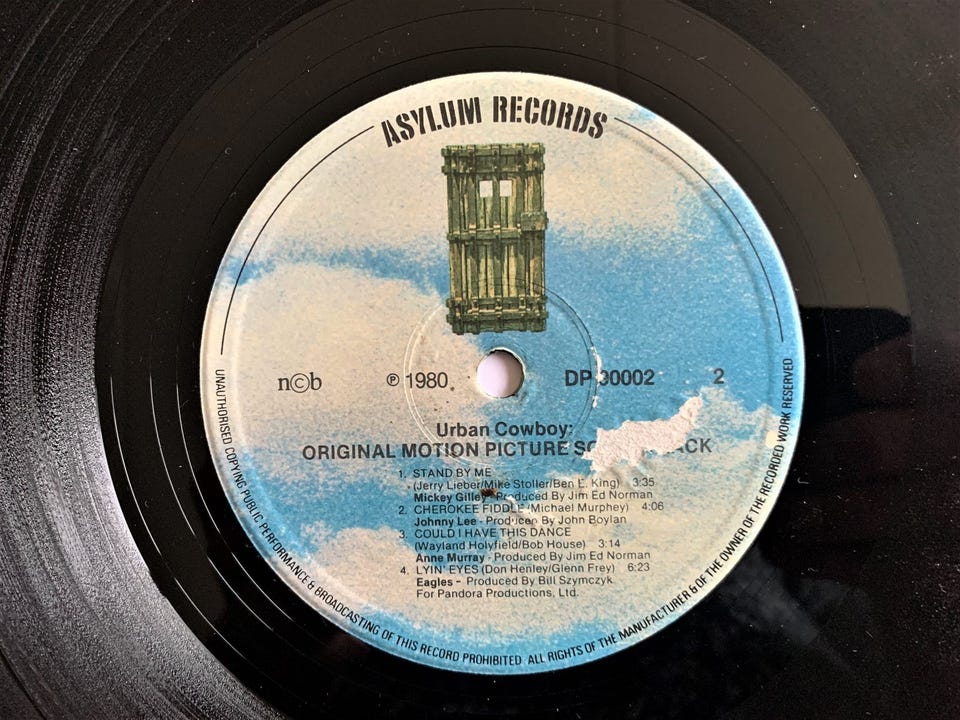 ASYLUM RECORDS
n©b ℗ 1980. DP 30002 2
Urban Cowboy:
ORIGINAL MOTION PICTURE
1. STAND BY ME
(Jerry Lieber/Mike Stoller/Ben E. King) 3:35
Mickey Gilley - Produced By Jim Ed Norman
2. CHEROKEE FIDDLE (Michael Murphey) 4:06
Johnny Lee - Producen By John Boylan
3. COULD I HAVE THIS DANCE
(Wayland Holyfield/Bob House) 3:14
Anne Murray - Produced By Jim Ed Norman
4. LYIN' EYES (Don Henley/Glenn Frey) 6:23
Eagles - Produced By Bill Szymczyk.
For Pandora Productions, Ltd.
UNAUTHORISED COPYING PUBLIC PERFORMANCE & BROADCASTING OF THIS RECORD PROHIBITED ALL RIGHTS OF THE MANUFACTURER & OF THE OWNER OF THE RECORDED WORK RESERVED